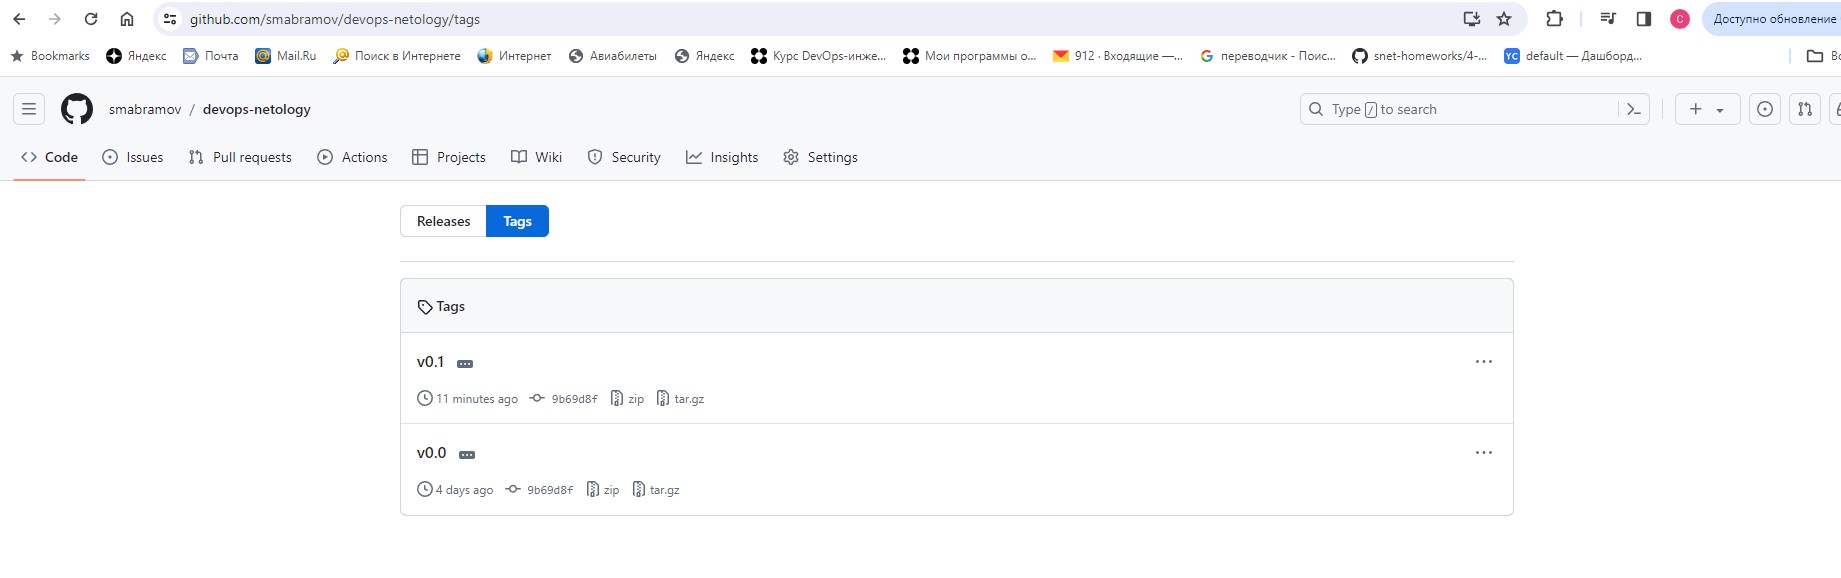 github.com/smabramov/devops-netology/tags
Доступно обновление
Bookmarks Яндекс Почта Mail.Ru Поиск в Интернете Интернет Авиабилеты Яндекс Курс DevOps-инже... Мои программы о... 912 · Входящие —... переводчик - Поис... snet-homeworks/4-... YC default — Дашборд...
smabramov / devops-netology
Type / to search
Code Issues Pull requests Actions Projects Wiki Security Insights Settings
Releases Tags
Tags
v0.1
11 minutes ago 9b69d8f zip tar.gz
v0.0
4 days ago 9b69d8f zip tar.gz